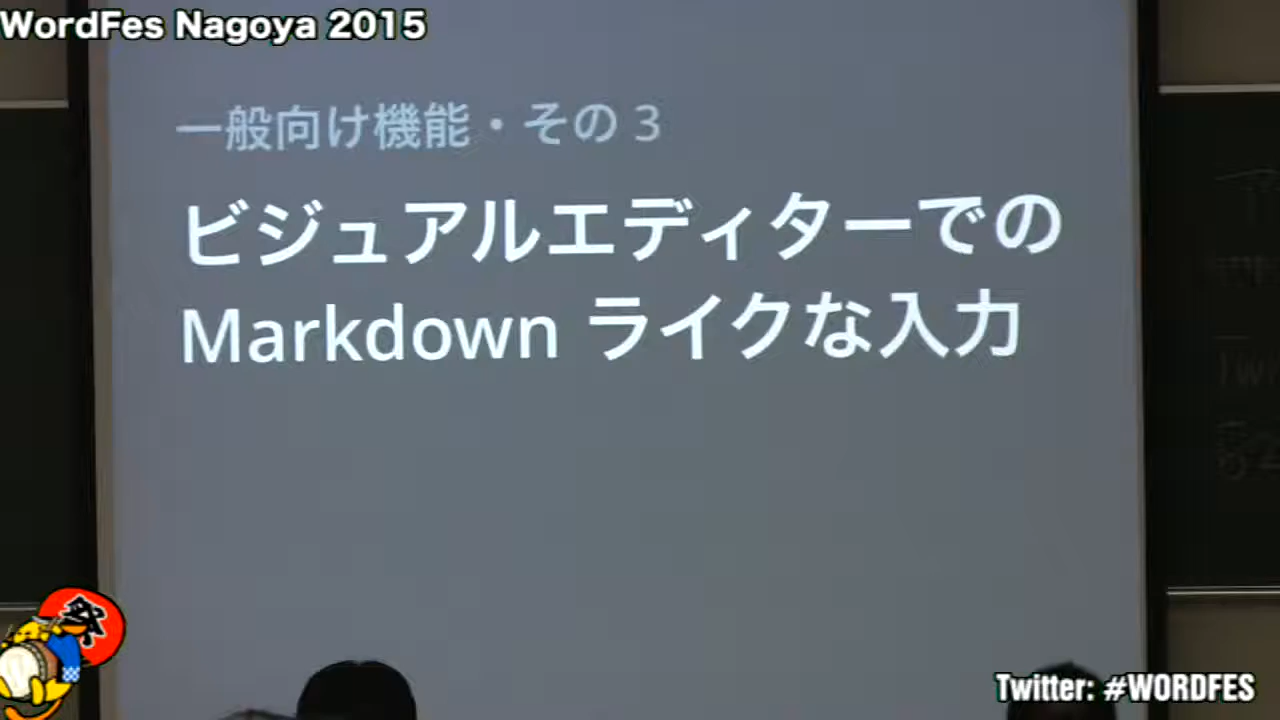 WordFes Nagoya 2015
一般向け機能・その 3
ビジュアルエディターでの
Markdown ライクな入力
祭
Twitter: #WORDFES